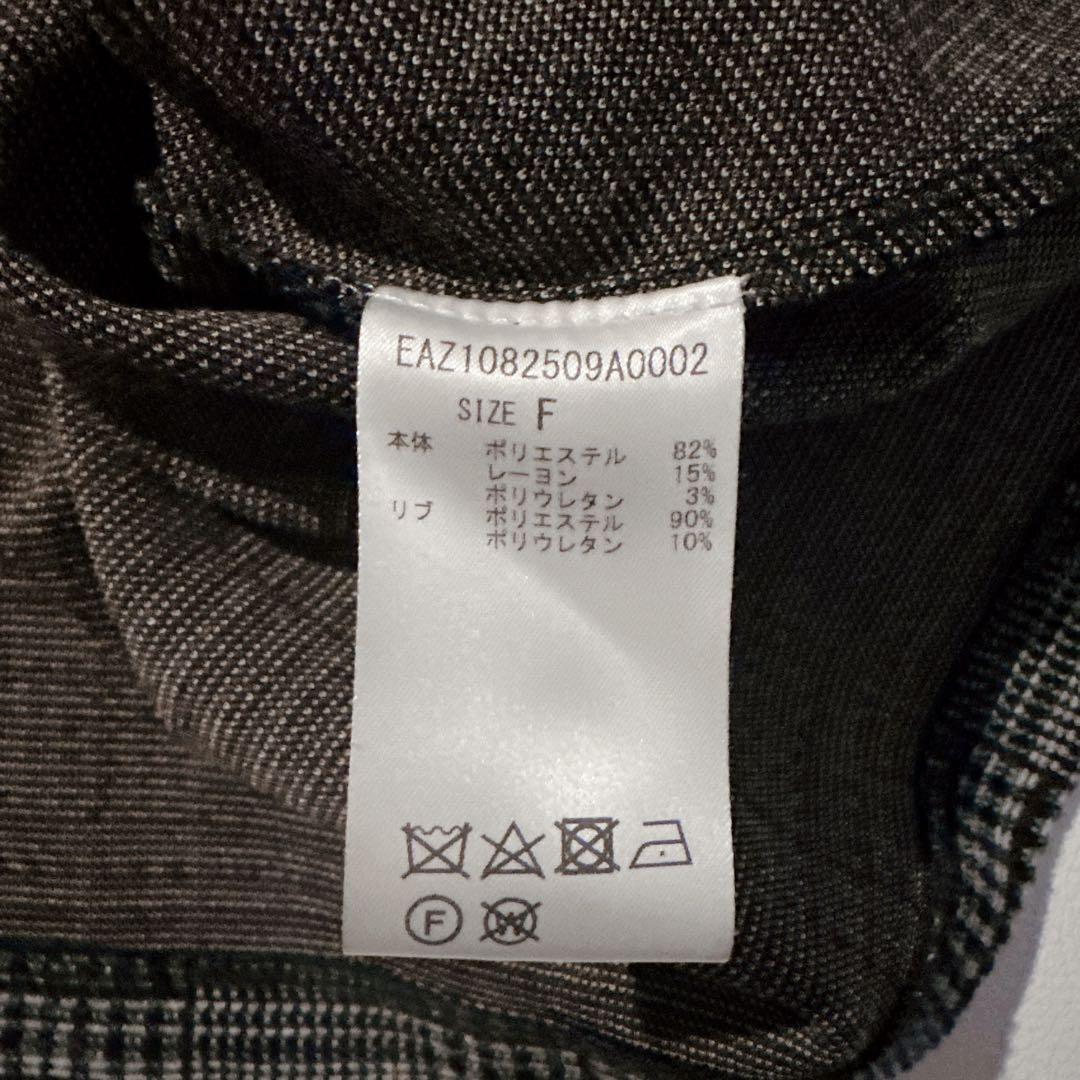 EAZ1082509A0002
SIZE F
本体 ポリエステル 82%
レーヨン 15%
ポリウレタン 3%
リブ ポリエステル 90%
ポリウレタン 10%
F W